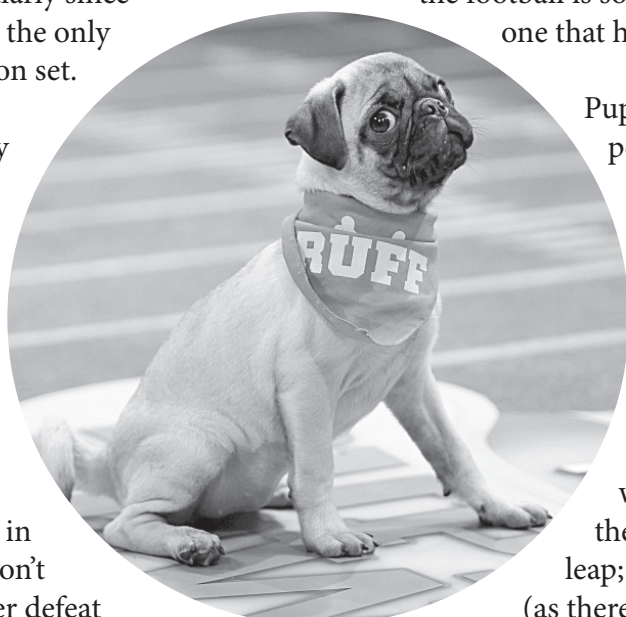 larly since
the only
on set.
y
in
on't
er defeat
RUFF
the football is so
one that h
Pup
the
leap;
(as there